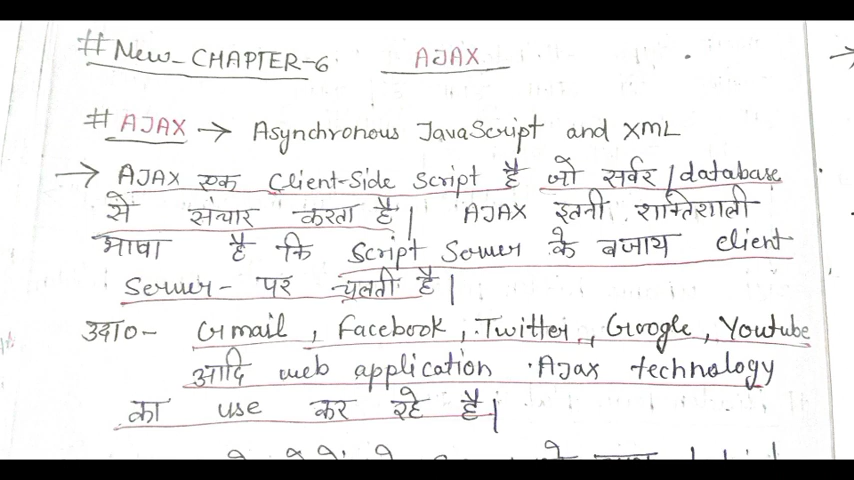 # New- CHAPTER-6 AJAX
# AJAX → Asynchronous JavaScript and XML
→ AJAX एक Client-Side Script है जो सर्वर / database
से संचार करता है | AJAX इतनी शक्तिशाली
भाषा है कि Script Server के बजाय client
Server- पर चलती है |
उदा०- Gmail, Facebook, Twitter, Google, Youtube
आदि web application Ajax technology
का use कर रहे है |